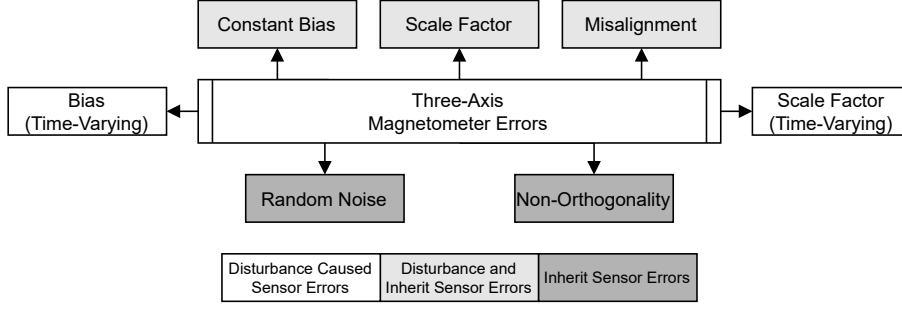 Constant Bias
Scale Factor
Misalignment
Bias
(Time-Varying)
Three-Axis
Magnetometer Errors
Scale Factor
(Time-Varying)
Random Noise
Non-Orthogonality
Disturbance Caused
Sensor Errors
Disturbance and
Inherit Sensor Errors
Inherit Sensor Errors